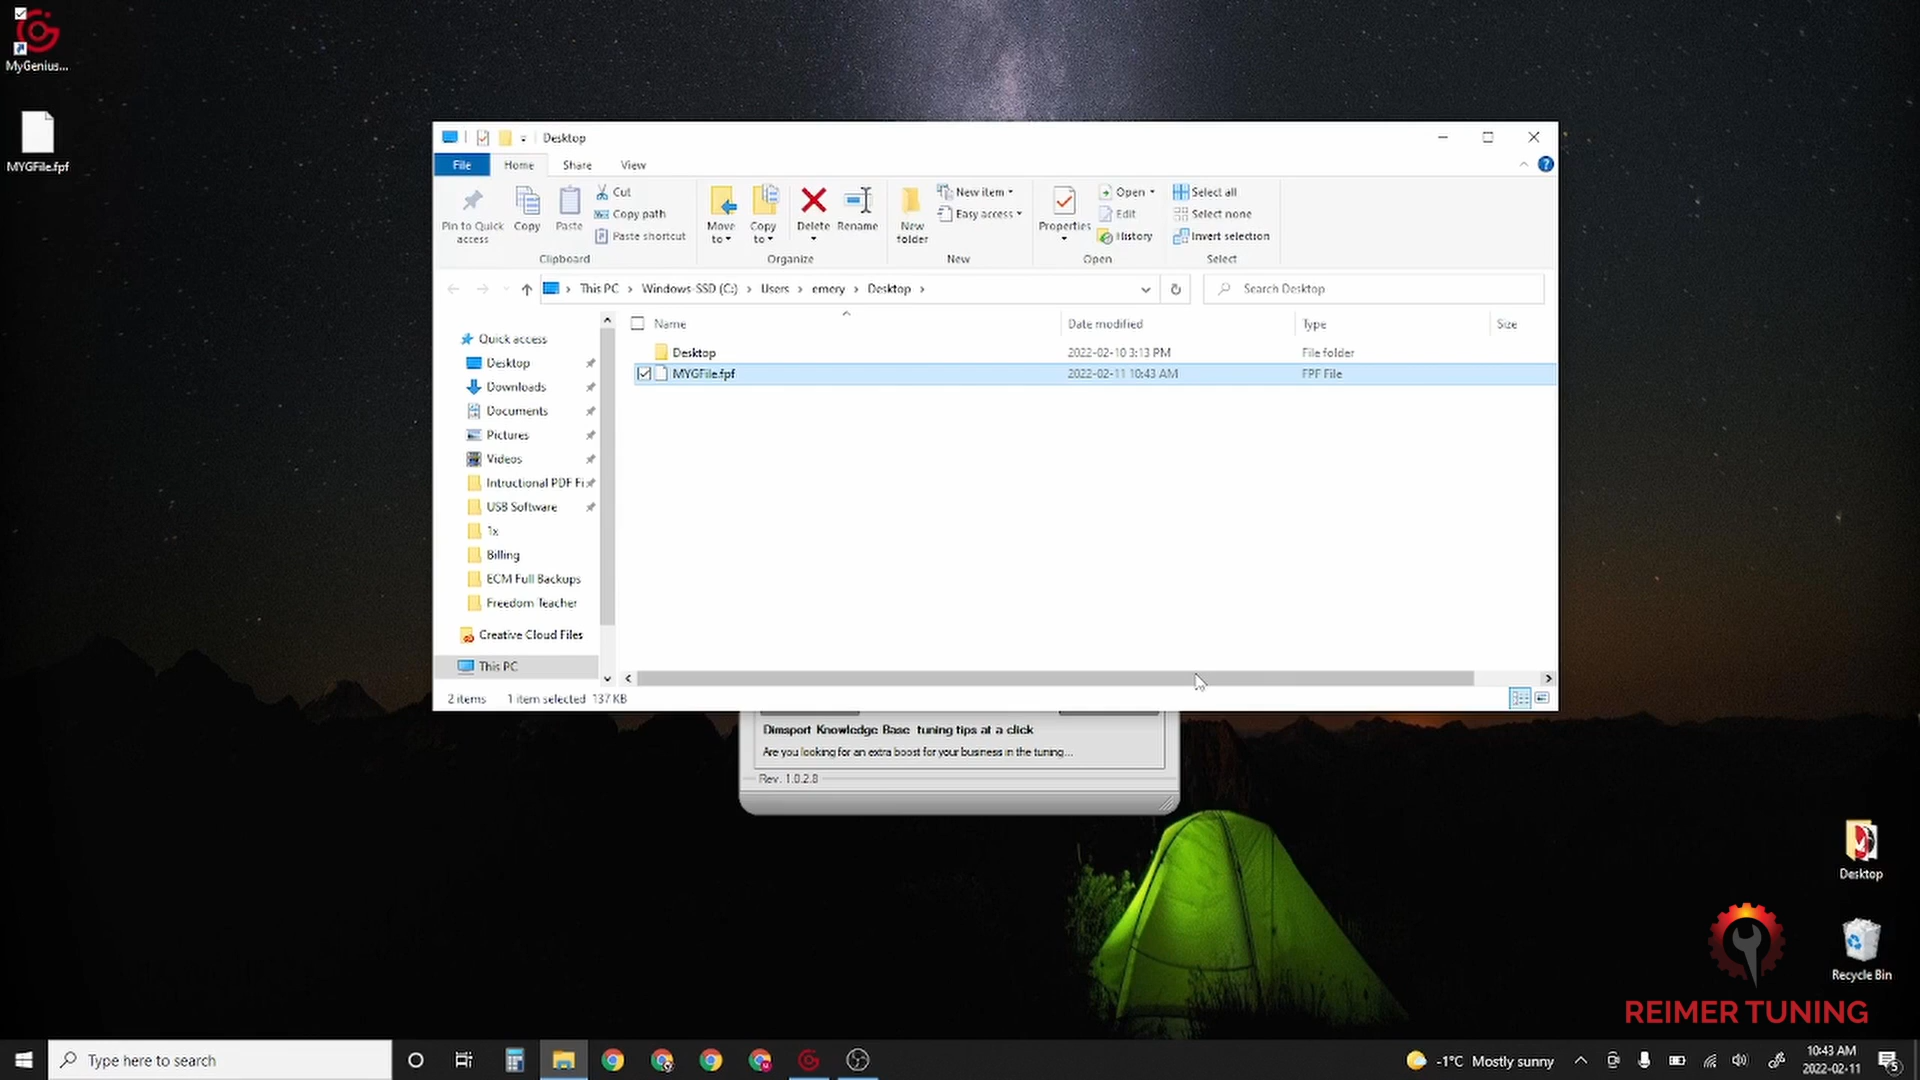 MyGenius...
MYGFile.fpf
Desktop
File Home Share View
Pin to Quick access
Copy
Paste
Cut
Copy path
Paste shortcut
Clipboard
Move to
Copy to
Delete
Rename
Organize
New folder
New item
Easy access
New
Properties
Open
Edit
History
Open
Select all
Select none
Invert selection
Select
This PC › Windows-SSD (C:) › Users › emery › Desktop ›
Search Desktop
Name Date modified Type Size
Desktop 2022-02-10 3:13 PM File folder
MYGFile.fpf 2022-02-11 10:43 AM FPF File
Quick access
Desktop
Downloads
Documents
Pictures
Videos
Intructional PDF Fi
USB Software
1x
Billing
ECM Full Backups
Freedom Teacher
Creative Cloud Files
This PC
2 items 1 item selected 137 KB
Dimsport Knowledge Base tuning tips at a click
Are you looking for an extra boost for your business in the tuning...
Rev. 1.0.2.8
Desktop
Recycle Bin
REIMER TUNING
Type here to search
-1°C Mostly sunny
10:43 AM
2022-02-11
5